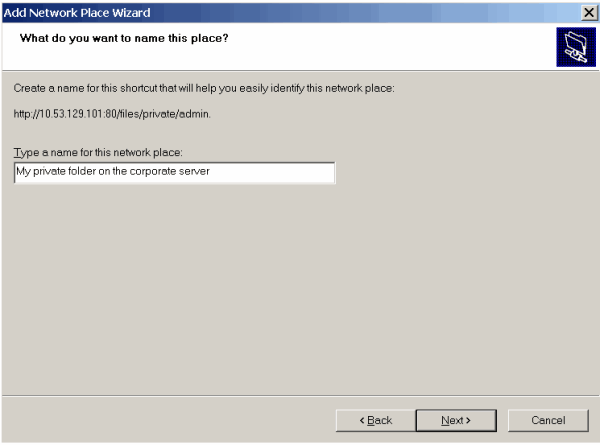 Add Network Place Wizard
What do you want to name this place?
Create a name for this shortcut that will help you easily identify this network place:
http://10.53.129.101:80/files/private/admin.
Type a name for this network place:
My private folder on the corporate server
< Back
Next >
Cancel